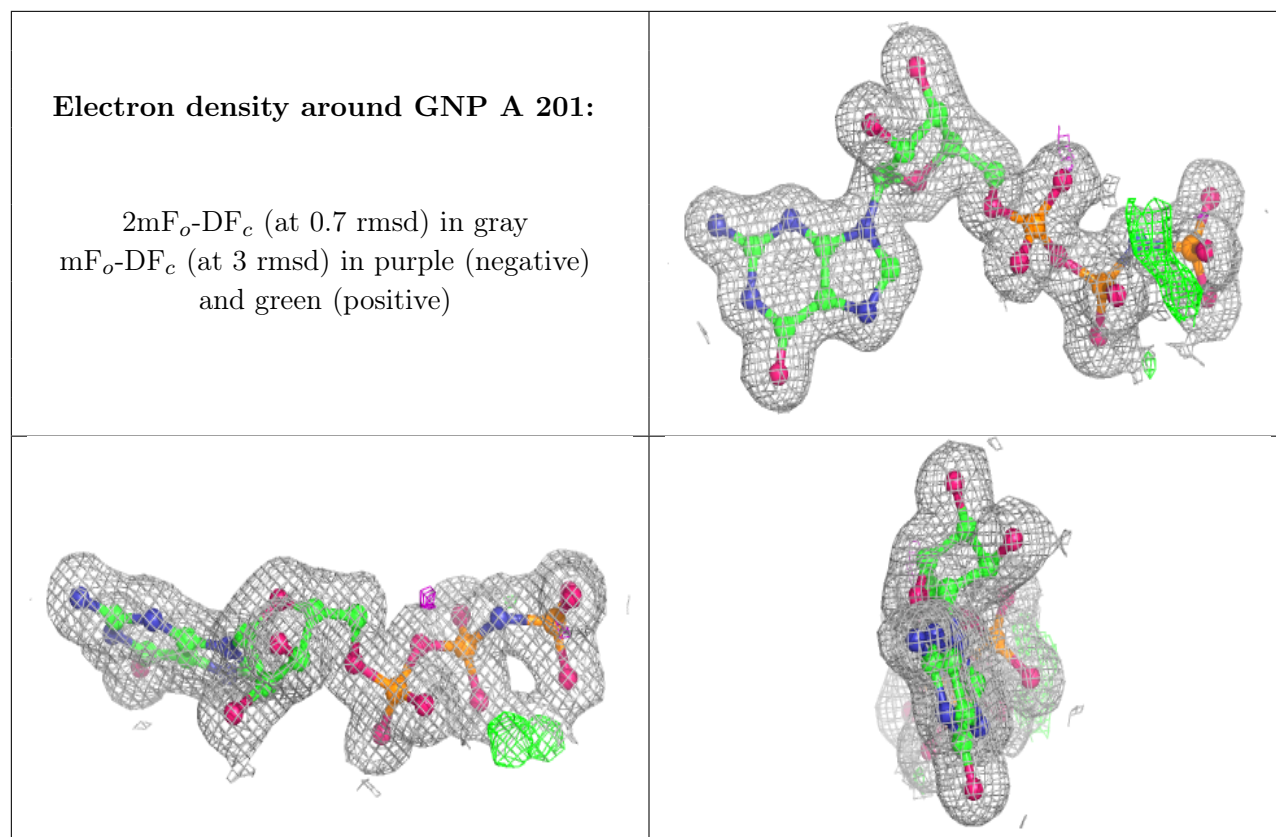 Electron density around GNP A 201:
2mFo-DFc (at 0.7 rmsd) in gray
mFo-DFc (at 3 rmsd) in purple (negative)
and green (positive)